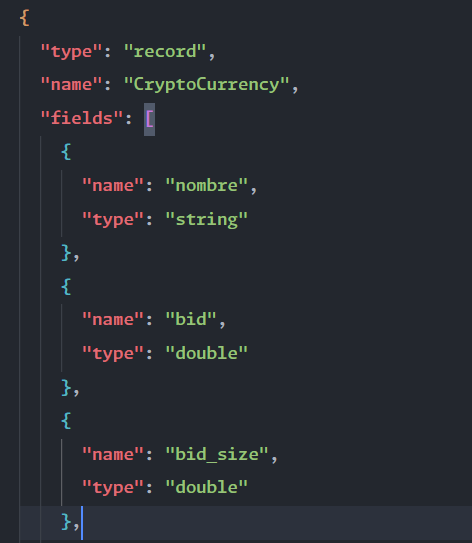 {
"type": "record",
"name": "CryptoCurrency",
"fields": [
{
"name": "nombre",
"type": "string"
},
{
"name": "bid",
"type": "double"
},
{
"name": "bid_size",
"type": "double"
},